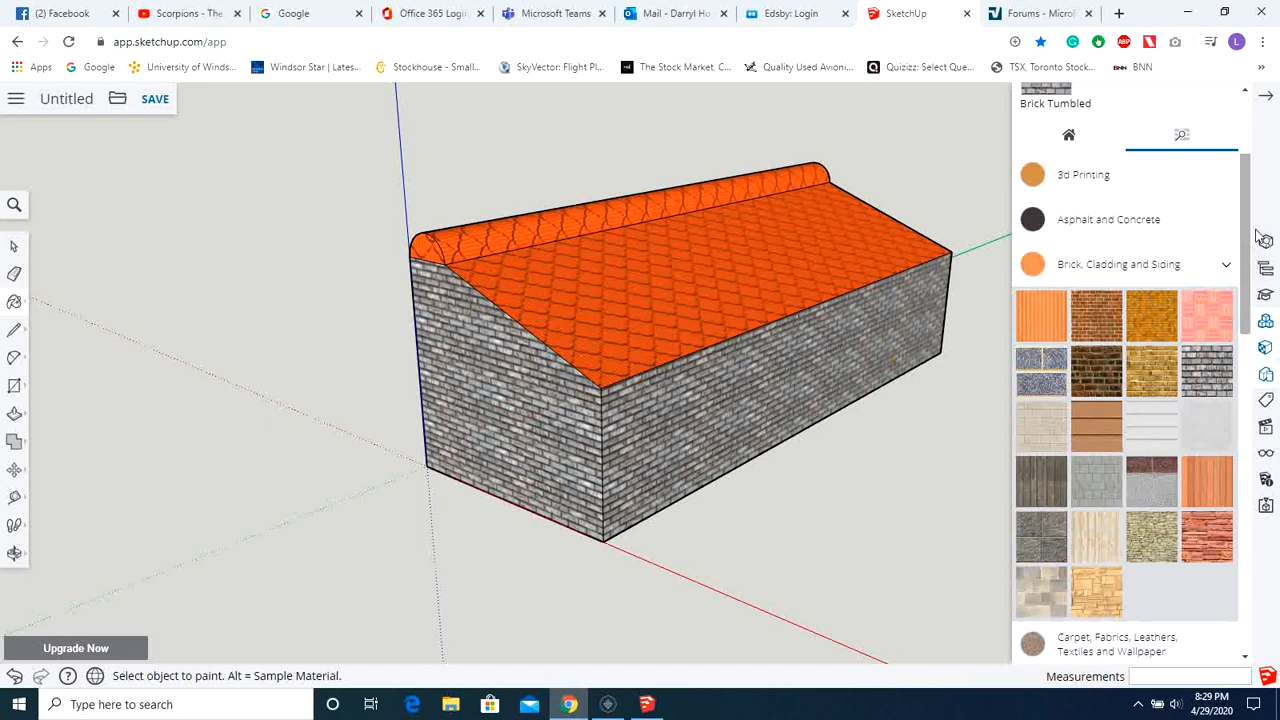 (2) Facebook
Scorpions - The
Google
Office 365 Logi
Microsoft Teams
Mail - Darryl Ho
Edsby: Login
SketchUp
Forums - Microl
app.sketchup.com/app
Apps
Google
University of Winds...
Windsor Star | Lates...
Stockhouse - Small...
SkyVector: Flight Pl...
The Stock Market, C...
Quality Used Avioni...
Quizizz: Select Que...
TSX, Toronto Stock...
BNN
BNN
Untitled
SAVE
Brick Tumbled
3d Printing
Asphalt and Concrete
Brick, Cladding and Siding
Carpet, Fabrics, Leathers,
Textiles and Wallpaper
Upgrade Now
Select object to paint. Alt = Sample Material.
Measurements
Type here to search
8:29 PM
4/29/2020